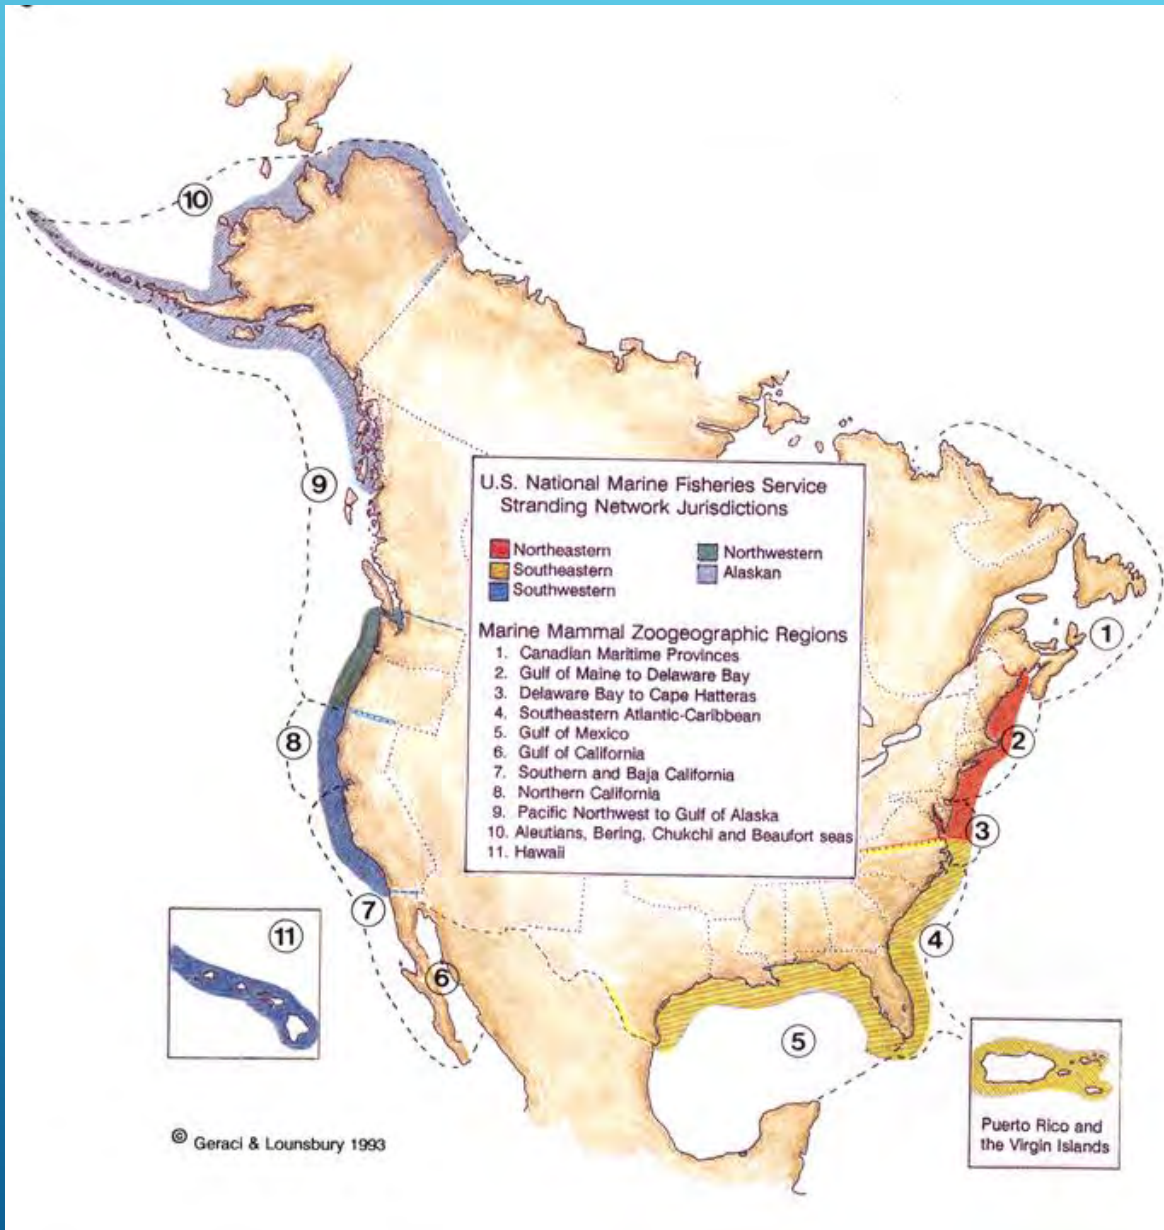 10
9
U.S. National Marine Fisheries Service
Stranding Network Jurisdictions
Northeastern
Southeastern
Southwestern
Northwestern
Alaskan
Marine Mammal Zoogeographic Regions
1. Canadian Maritime Provinces
2. Gulf of Maine to Delaware Bay
3. Delaware Bay to Cape Hatteras
4. Southeastern Atlantic-Caribbean
5. Gulf of Mexico
6. Gulf of California
7. Southern and Baja California
8. Northern California
9. Pacific Northwest to Gulf of Alaska
10. Aleutians, Bering, Chukchi and Beaufort seas
11. Hawaii
1
8
2
3
7
11
4
6
5
Puerto Rico and
the Virgin Islands
© Geraci & Lounsbury 1993